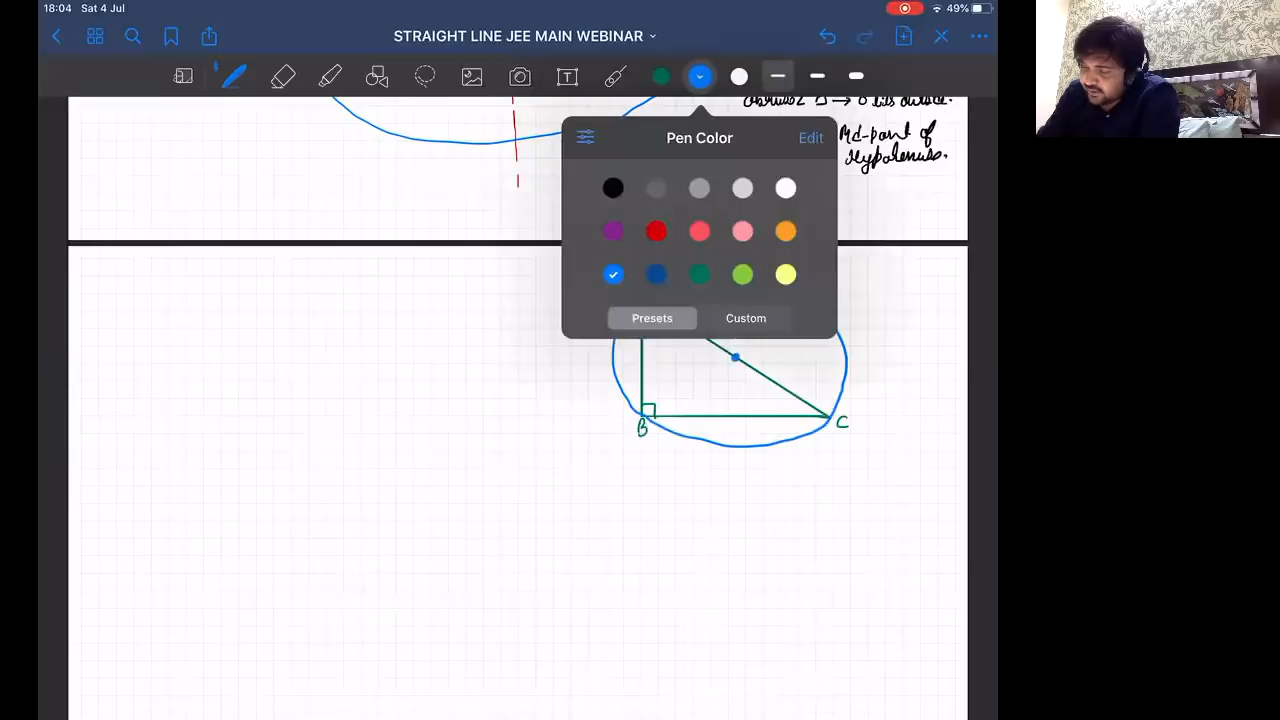 18:04 Sat 4 Jul 49%
STRAIGHT LINE JEE MAIN WEBINAR
Pen Color
Edit
Mid-point of
Hypotenuse.
Presets
Custom
B
C